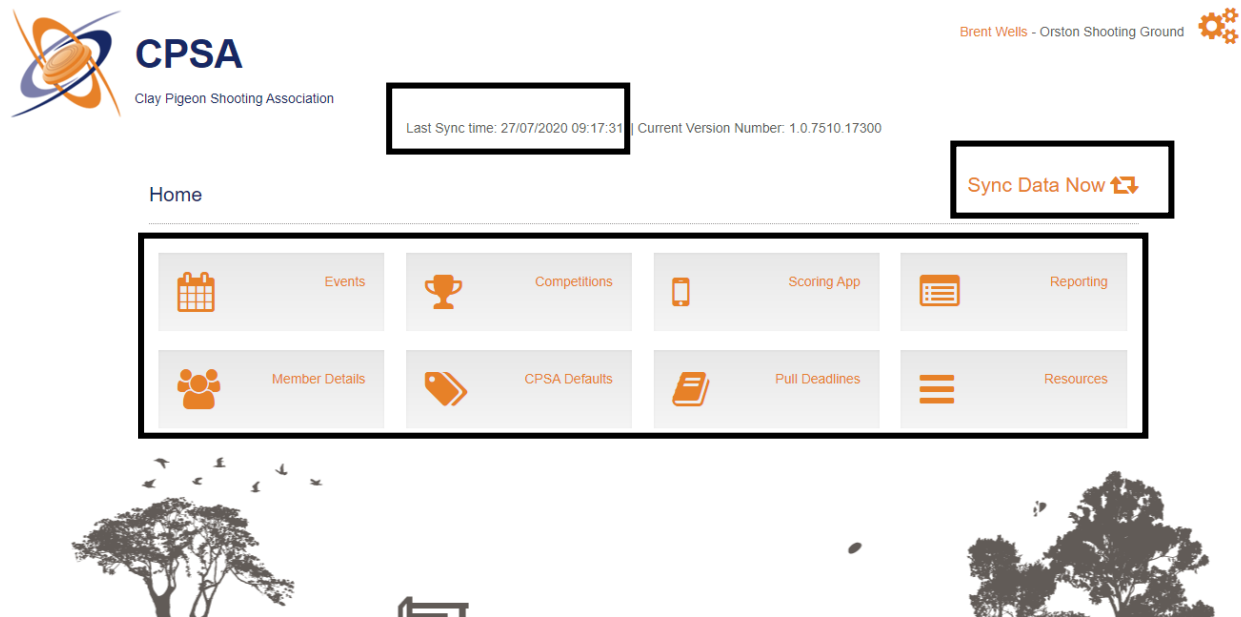 CPSA
Clay Pigeon Shooting Association
Brent Wells - Orston Shooting Ground
Last Sync time: 27/07/2020 09:17:31 | Current Version Number: 1.0.7510.17300
Home
Sync Data Now
Events
Competitions
Scoring App
Reporting
Member Details
CPSA Defaults
Pull Deadlines
Resources